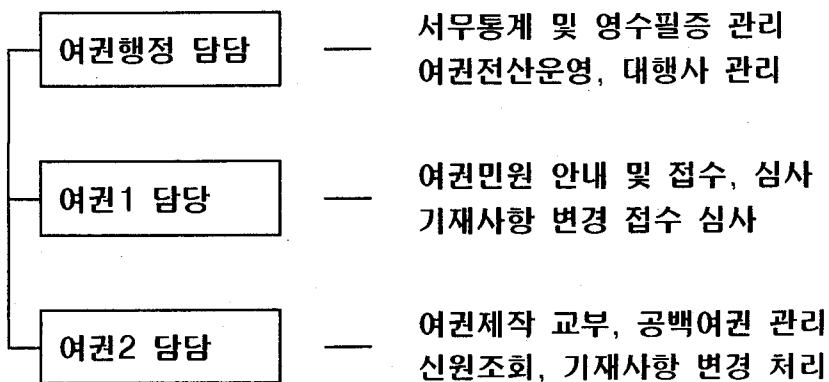 여권행정 담담
서무통계 및 영수필증 관리
여권전산운영, 대행사 관리
여권1 담당
여권민원 안내 및 접수, 심사
기재사항 변경 접수 심사
여권2 담담
여권제작 교부, 공백여권 관리
신원조회, 기재사항 변경 처리